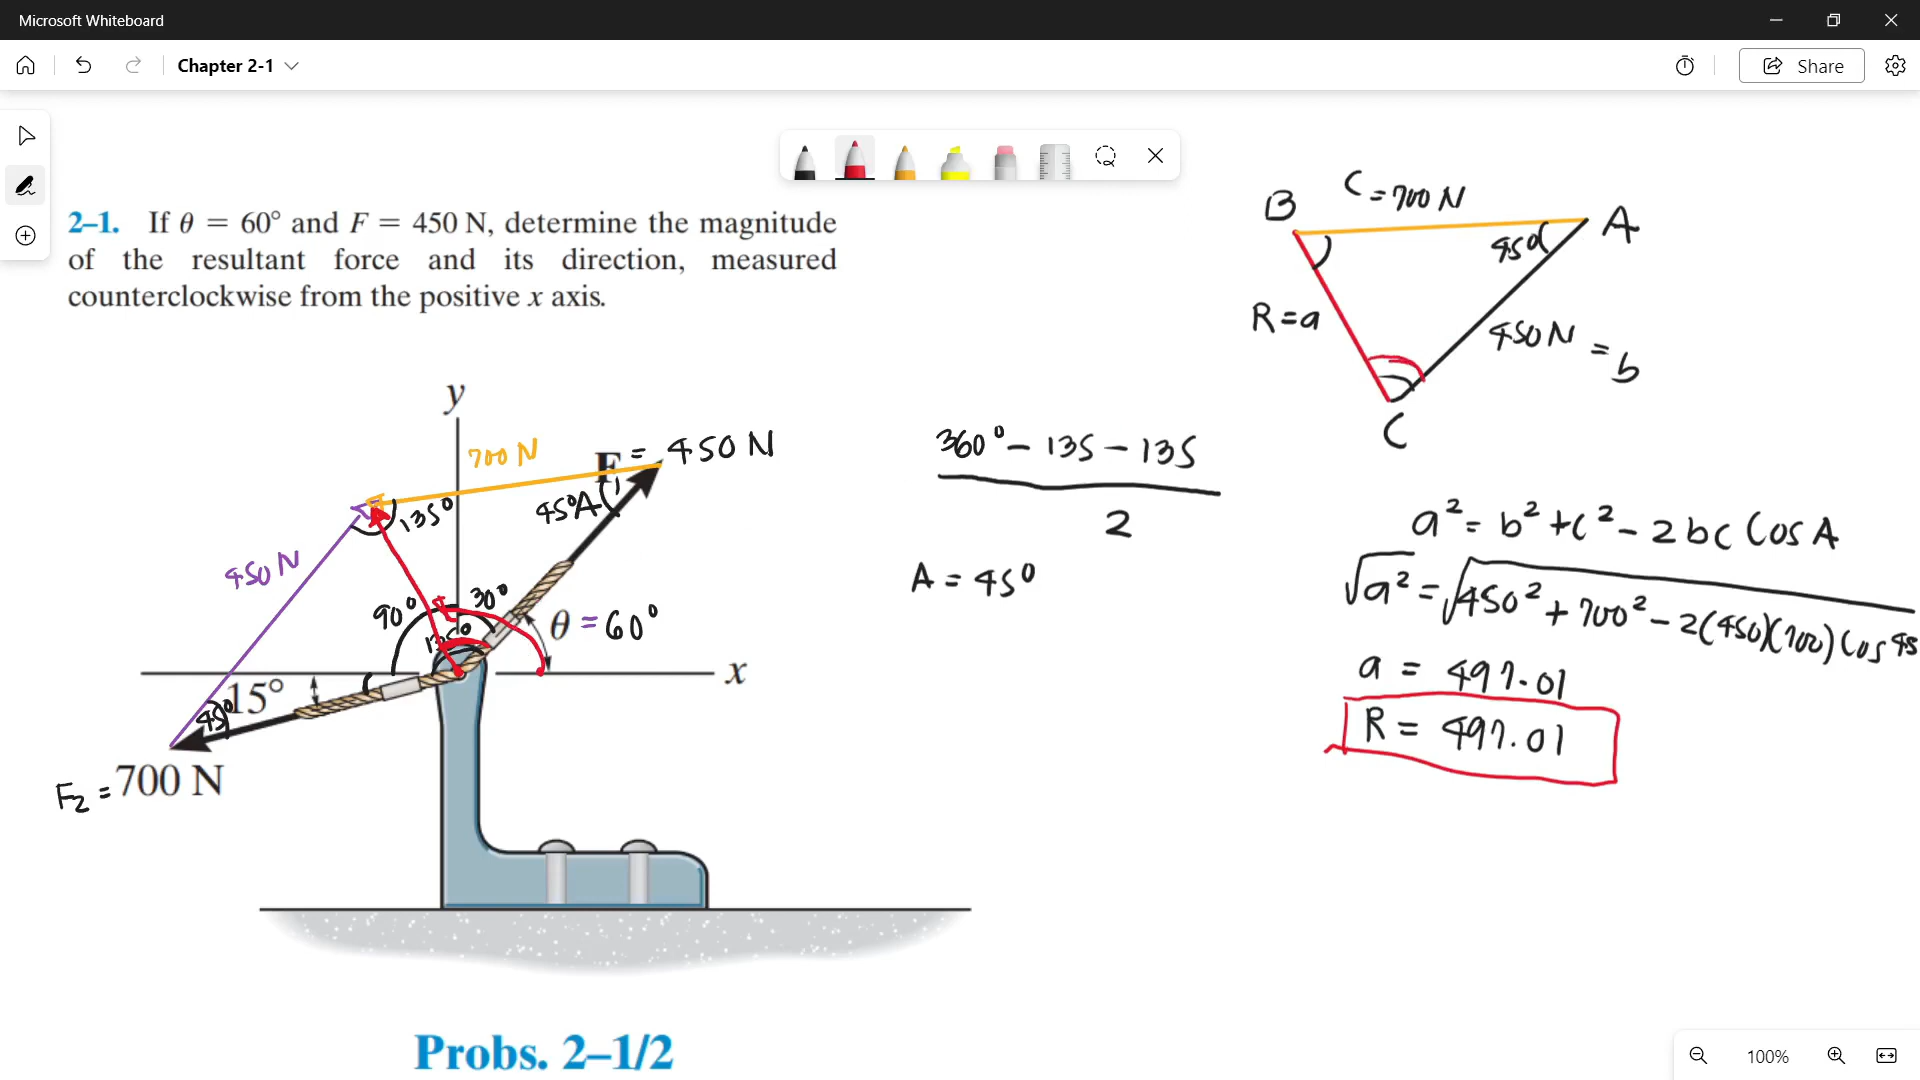 Microsoft Whiteboard
Chapter 2-1
Share
2–1. If θ = 60° and F = 450 N, determine the magnitude
of the resultant force and its direction, measured
counterclockwise from the positive x axis.
B
C = 700 N
A
45°
R = a
450 N = b
C
y
700 N
F = 450 N
135°
45°A
450 N
90°
30°
135°
θ = 60°
x
15°
45°
F2 = 700 N
360° - 135 - 135
2
A = 45°
a² = b² + c² - 2bc Cos A
√a² = √450² + 700² - 2(450)(700) Cos 45
a = 497.01
R = 497.01
Probs. 2–1/2
100%